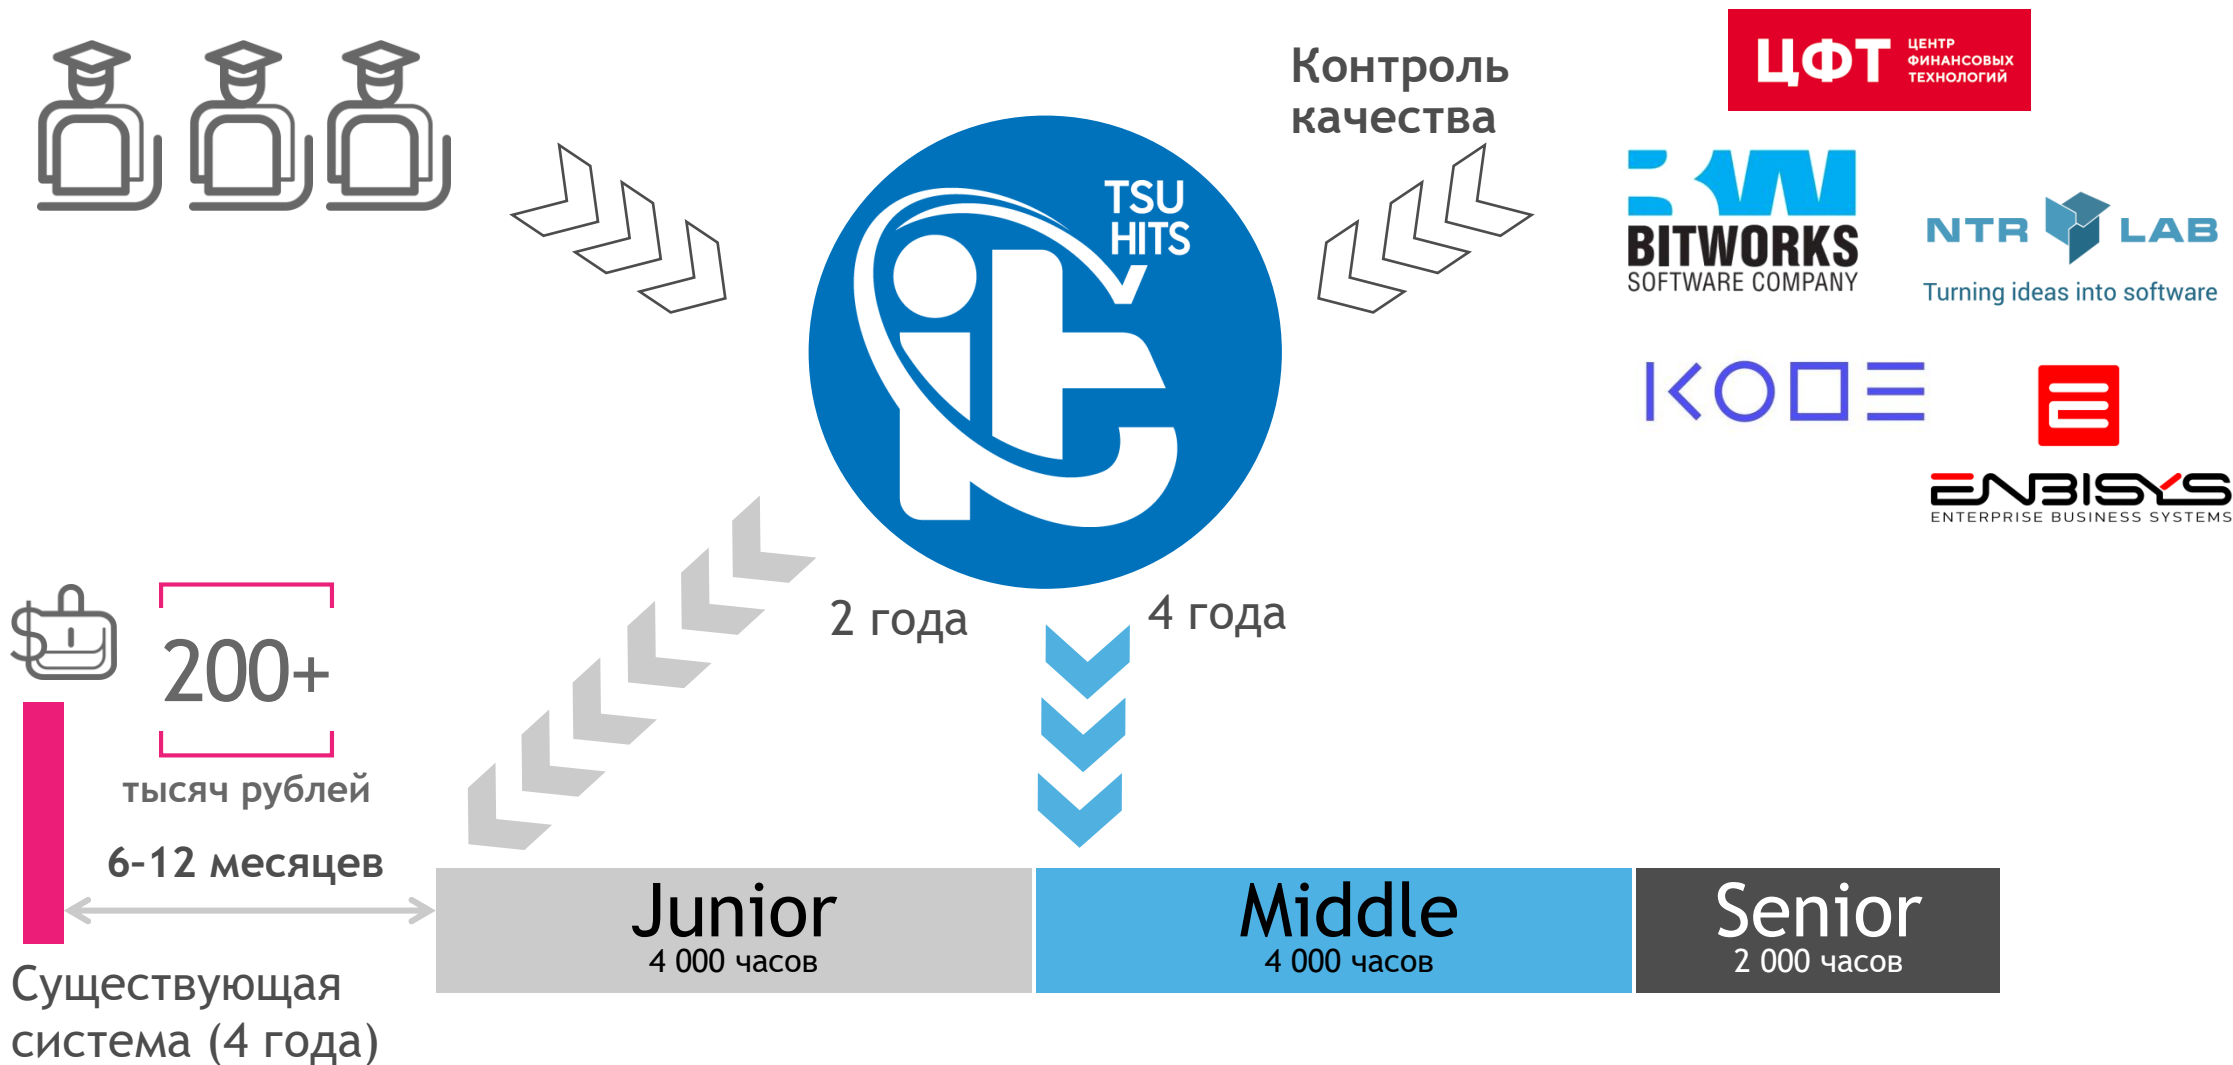 Контроль
качества
ЦФТ
ЦЕНТР
ФИНАНСОВЫХ
ТЕХНОЛОГИЙ
TSU
HITS
BITWORKS
SOFTWARE COMPANY
NTR LAB
Turning ideas into software
KODE
ENBISYS
ENTERPRISE BUSINESS SYSTEMS
2 года
4 года
$
200+
тысяч рублей
6–12 месяцев
Junior
4 000 часов
Middle
4 000 часов
Senior
2 000 часов
Существующая
система (4 года)